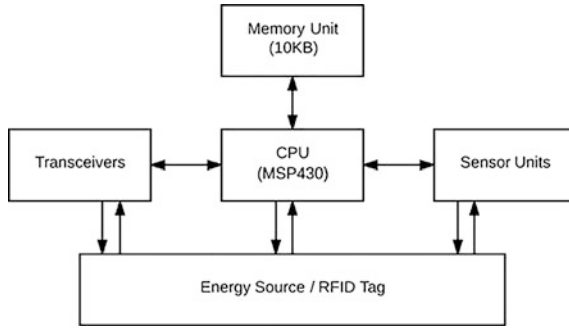 Memory Unit
(10KB)
Transceivers
CPU
(MSP430)
Sensor Units
Energy Source / RFID Tag